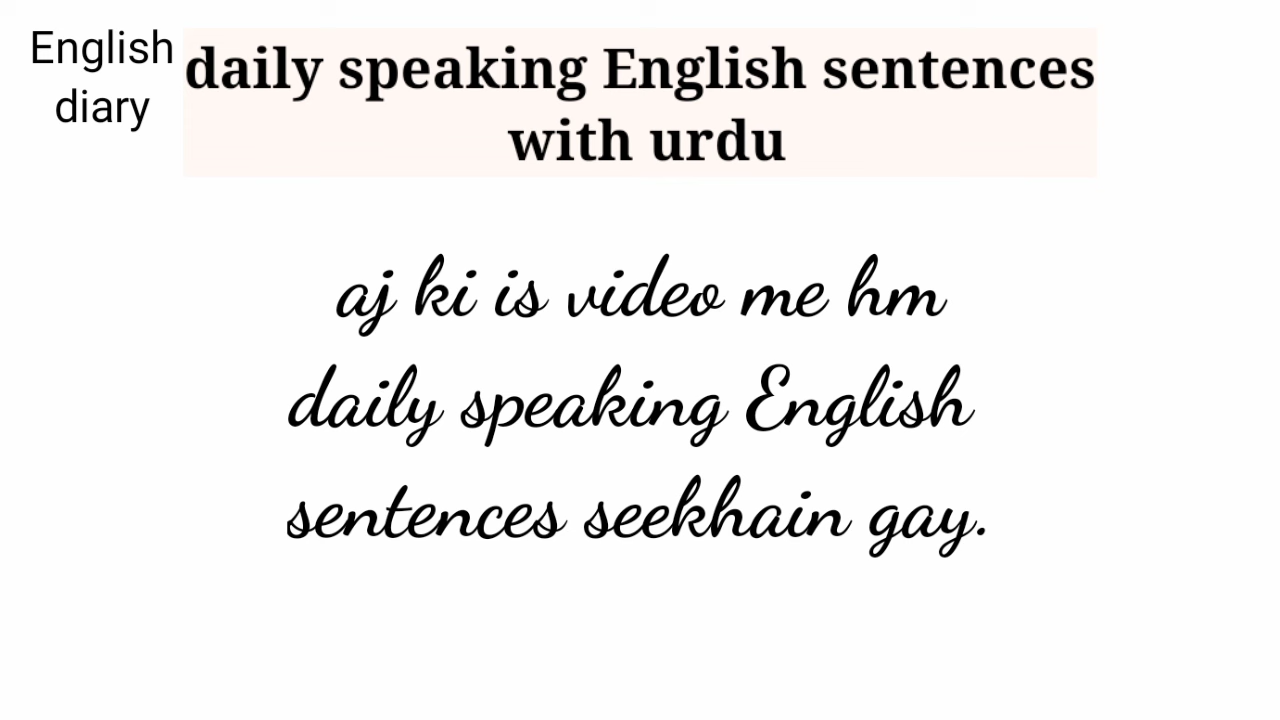 English
diary
daily speaking English sentences
with urdu
aj ki is video me hm
daily speaking English
sentences seekhain gay.